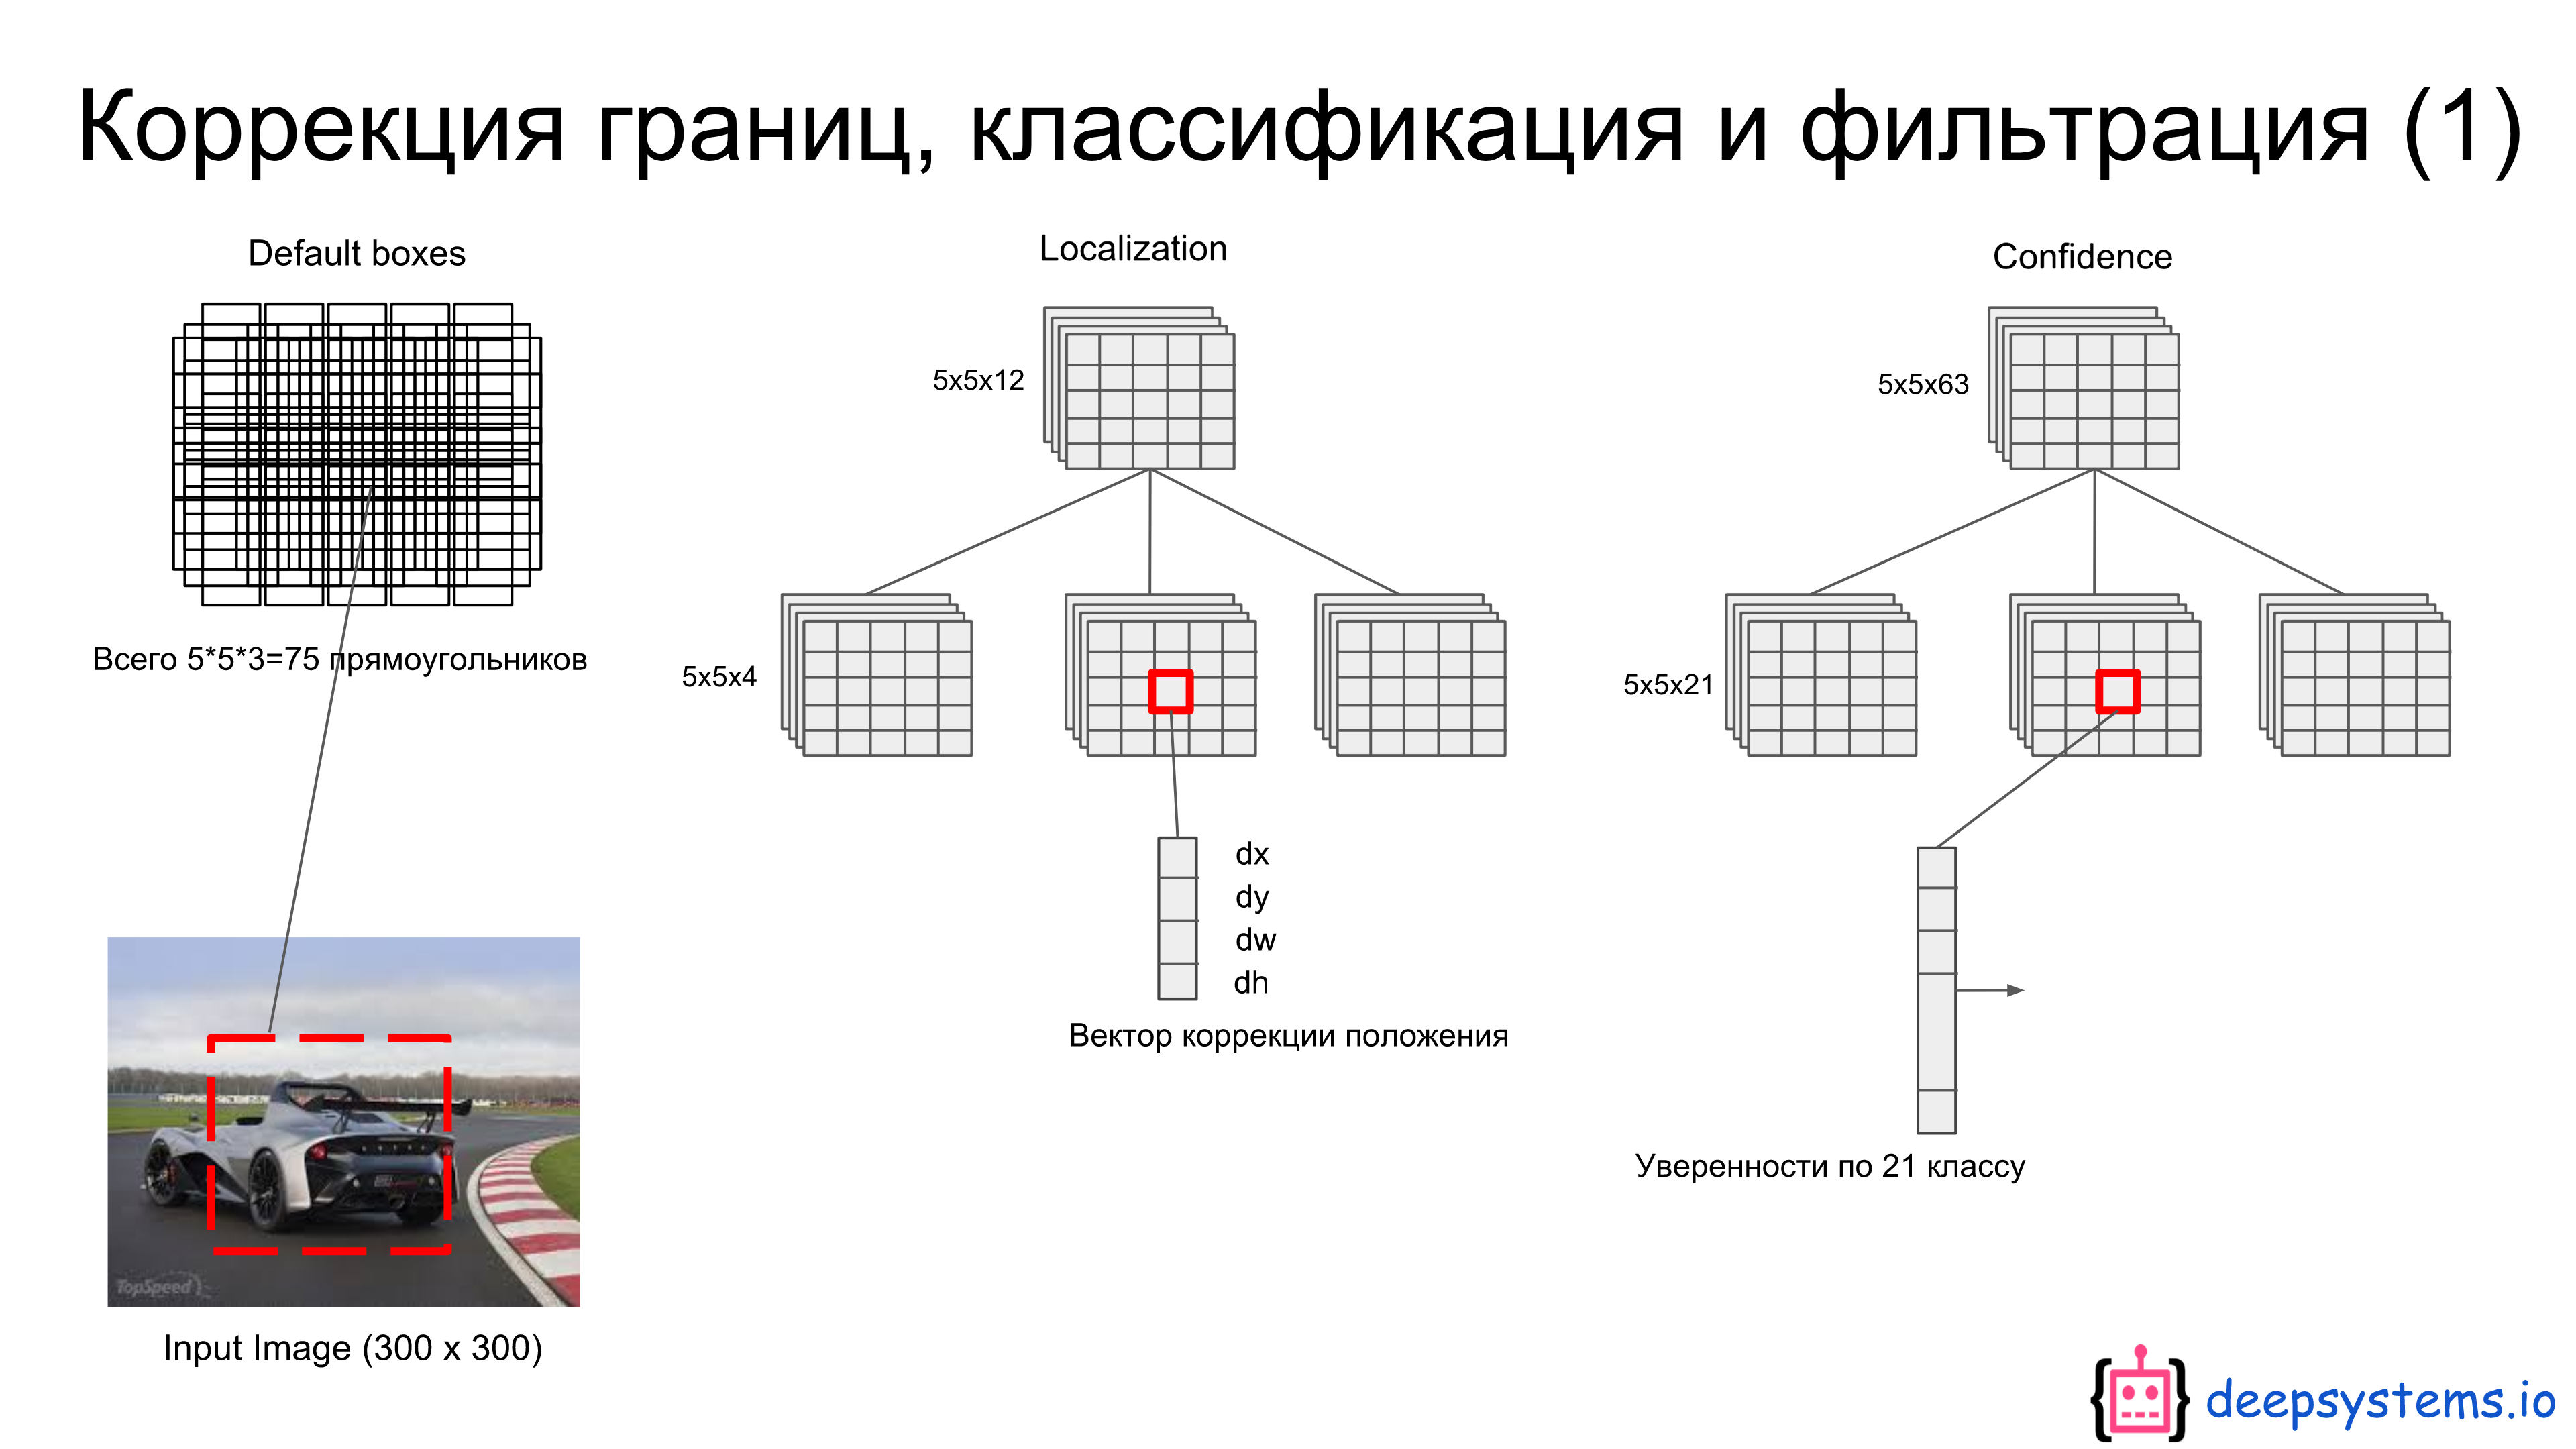 Коррекция границ, классификация и фильтрация (1)
Default boxes
Всего 5*5*3=75 прямоугольников
Input Image (300 x 300)
TopSpeed
Localization
5x5x12
5x5x4
dx
dy
dw
dh
Вектор коррекции положения
Confidence
5x5x63
5x5x21
Уверенности по 21 классу
deepsystems.io